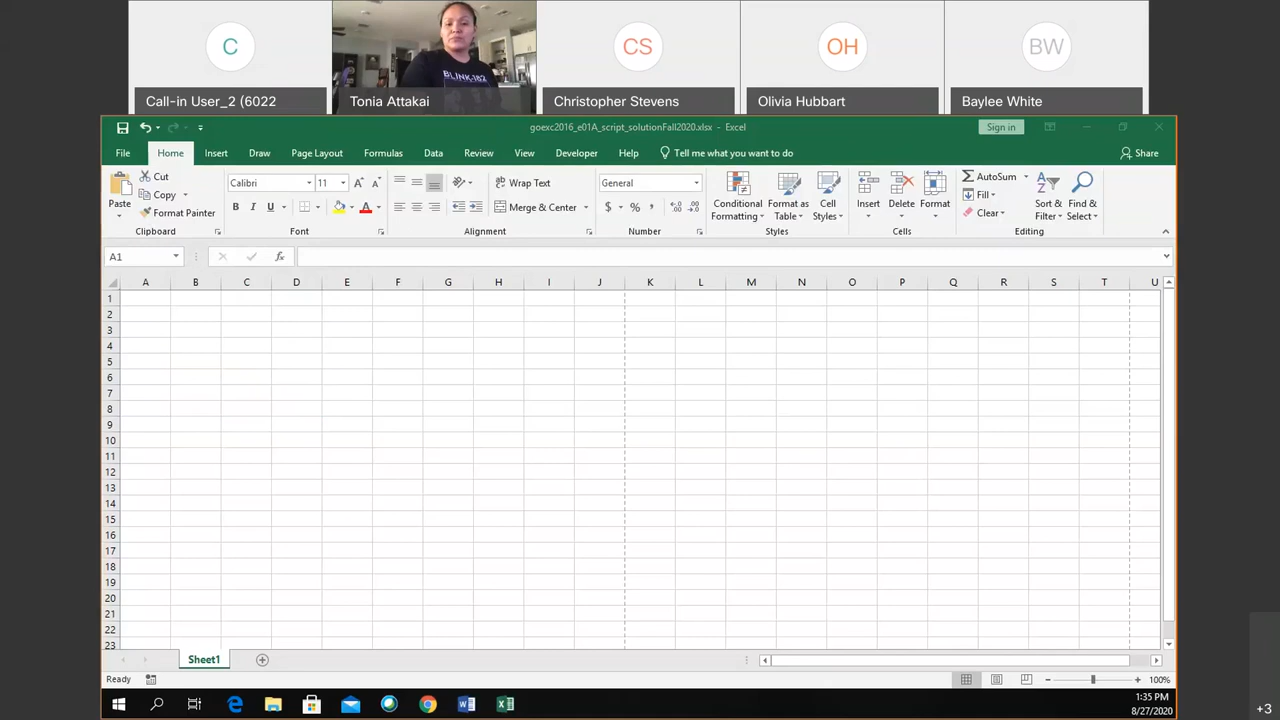 C CS OH BW
Call-in User_2 (6022 Tonia Attakai Christopher Stevens Olivia Hubbart Baylee White
BLINK-182
goexc2016_e01A_script_solutionFall2020.xlsx - Excel Sign in
File Home Insert Draw Page Layout Formulas Data Review View Developer Help Tell me what you want to do Share
Cut AutoSum
Calibri 11 Wrap Text General
Copy Fill
Paste Conditional Format as Cell Insert Delete Format Sort & Find &
Format Painter B I U A Merge & Center $ % , Formatting Table Styles Clear Filter Select
Clipboard Font Alignment Number Styles Cells Editing
A1 fx
A B C D E F G H I J K L M N O P Q R S T U
1
2
3
4
5
6
7
8
9
10
11
12
13
14
15
16
17
18
19
20
21
22
23
Sheet1
Ready 100%
1:35 PM
8/27/2020
+3